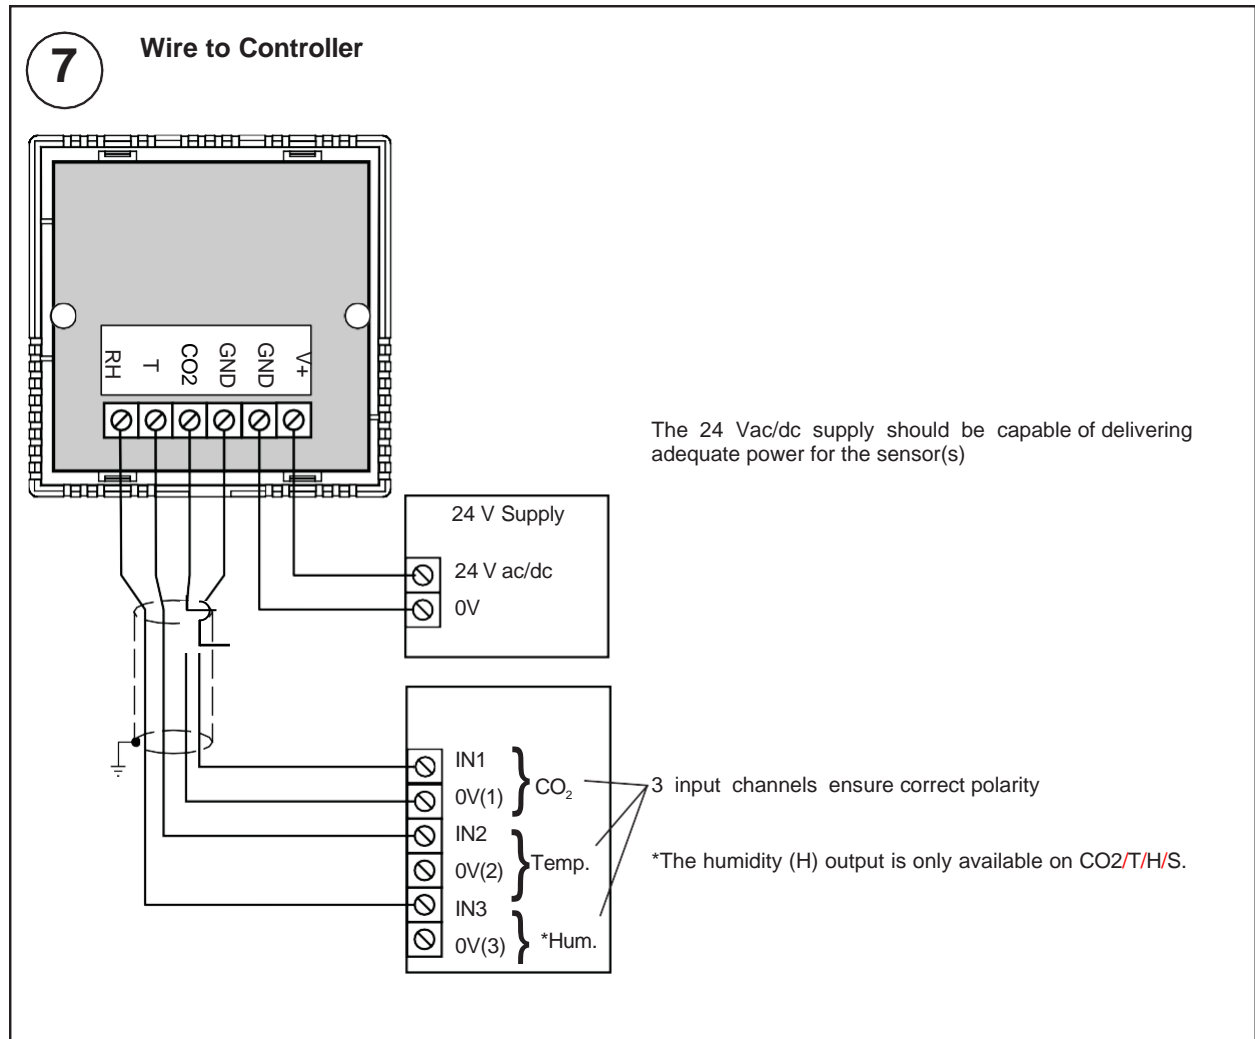 7
Wire to Controller
RH
T
CO2
GND
GND
V+
The 24 Vac/dc supply should be capable of delivering
adequate power for the sensor(s)
24 V Supply
24 V ac/dc
0V
IN1
0V(1)
CO₂
IN2
0V(2)
Temp.
IN3
0V(3)
*Hum.
3 input channels ensure correct polarity
*The humidity (H) output is only available on CO2/T/H/S.